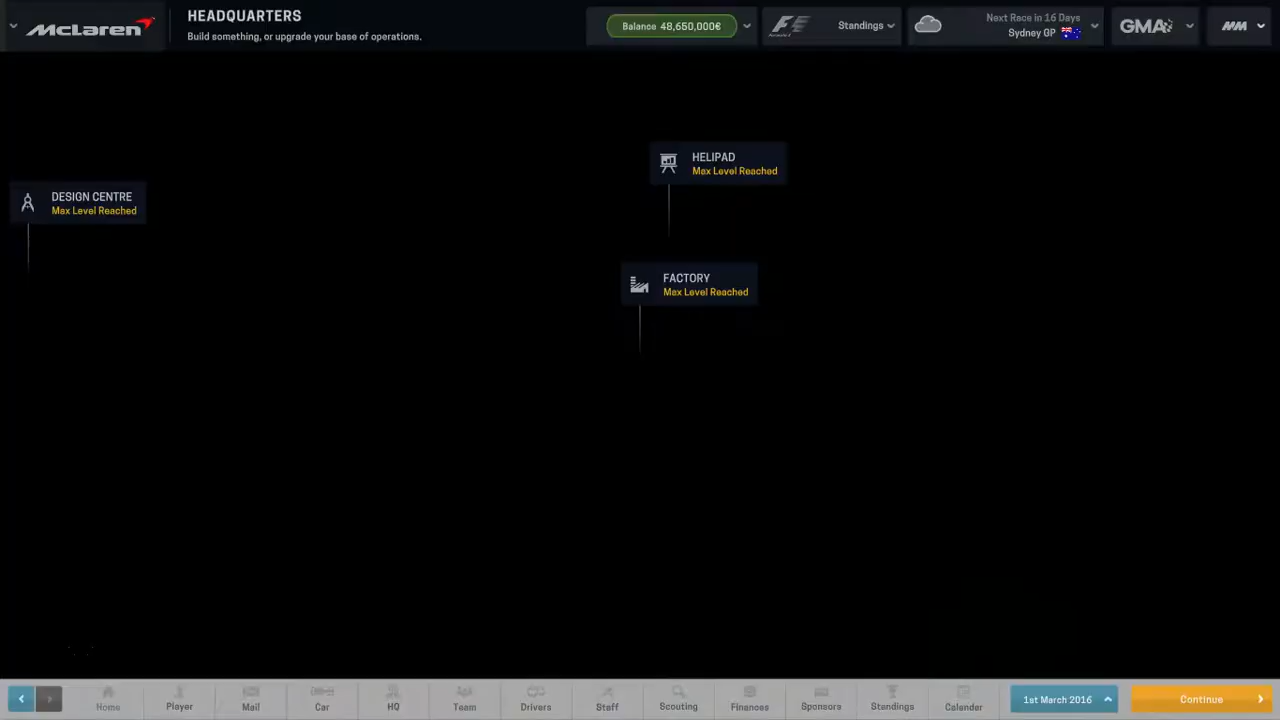 McLaren
HEADQUARTERS
Build something, or upgrade your base of operations.
Balance 48,650,000€
F1
Standings
Next Race in 16 Days
Sydney GP
GMA
MM
HELIPAD
Max Level Reached
DESIGN CENTRE
Max Level Reached
FACTORY
Max Level Reached
Home
Player
Mail
Car
HQ
Team
Drivers
Staff
Scouting
Finances
Sponsors
Standings
Calendar
1st March 2016
Continue